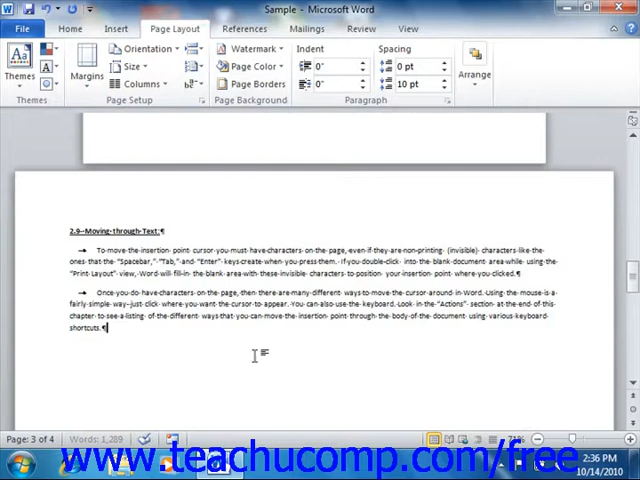 Sample - Microsoft Word
File Home Insert Page Layout References Mailings Review View
Orientation Watermark Indent Spacing
Size Page Color 0" 0 pt
Themes Margins Columns Page Borders 0" 10 pt Arrange
Themes Page Setup Page Background Paragraph
2.9--Moving·through·Text:¶
To·move·the·insertion·point·cursor·you·must·have·characters·on·the·page,·even·if·they·are·non-printing·(invisible)·characters·like·the·
ones·that·the·“Spacebar,”·“Tab,”·and·“Enter”·keys·create·when·you·press·them.·If·you·double-click·into·the·blank·document·area·while·using·the·
“Print·Layout”·view,·Word·will·fill-in·the·blank·area·with·these·invisible·characters·to·position·your·insertion·point·where·you·clicked.¶
Once·you·do·have·characters·on·the·page,·then·there·are·many·different·ways·to·move·the·cursor·around·in·Word.·Using·the·mouse·is·a·
fairly·simple·way--just·click·where·you·want·the·cursor·to·appear.·You·can·also·use·the·keyboard.·Look·in·the·“Actions”·section·at·the·end·of·this·
chapter·to·see·a·listing·of·the·different·ways·that·you·can·move·the·insertion·point·through·the·body·of·the·document·using·various·keyboard·
shortcuts.¶
Page: 3 of 4 Words: 1,289 71%
www.teachucomp.com/free
2:36 PM
10/14/2010